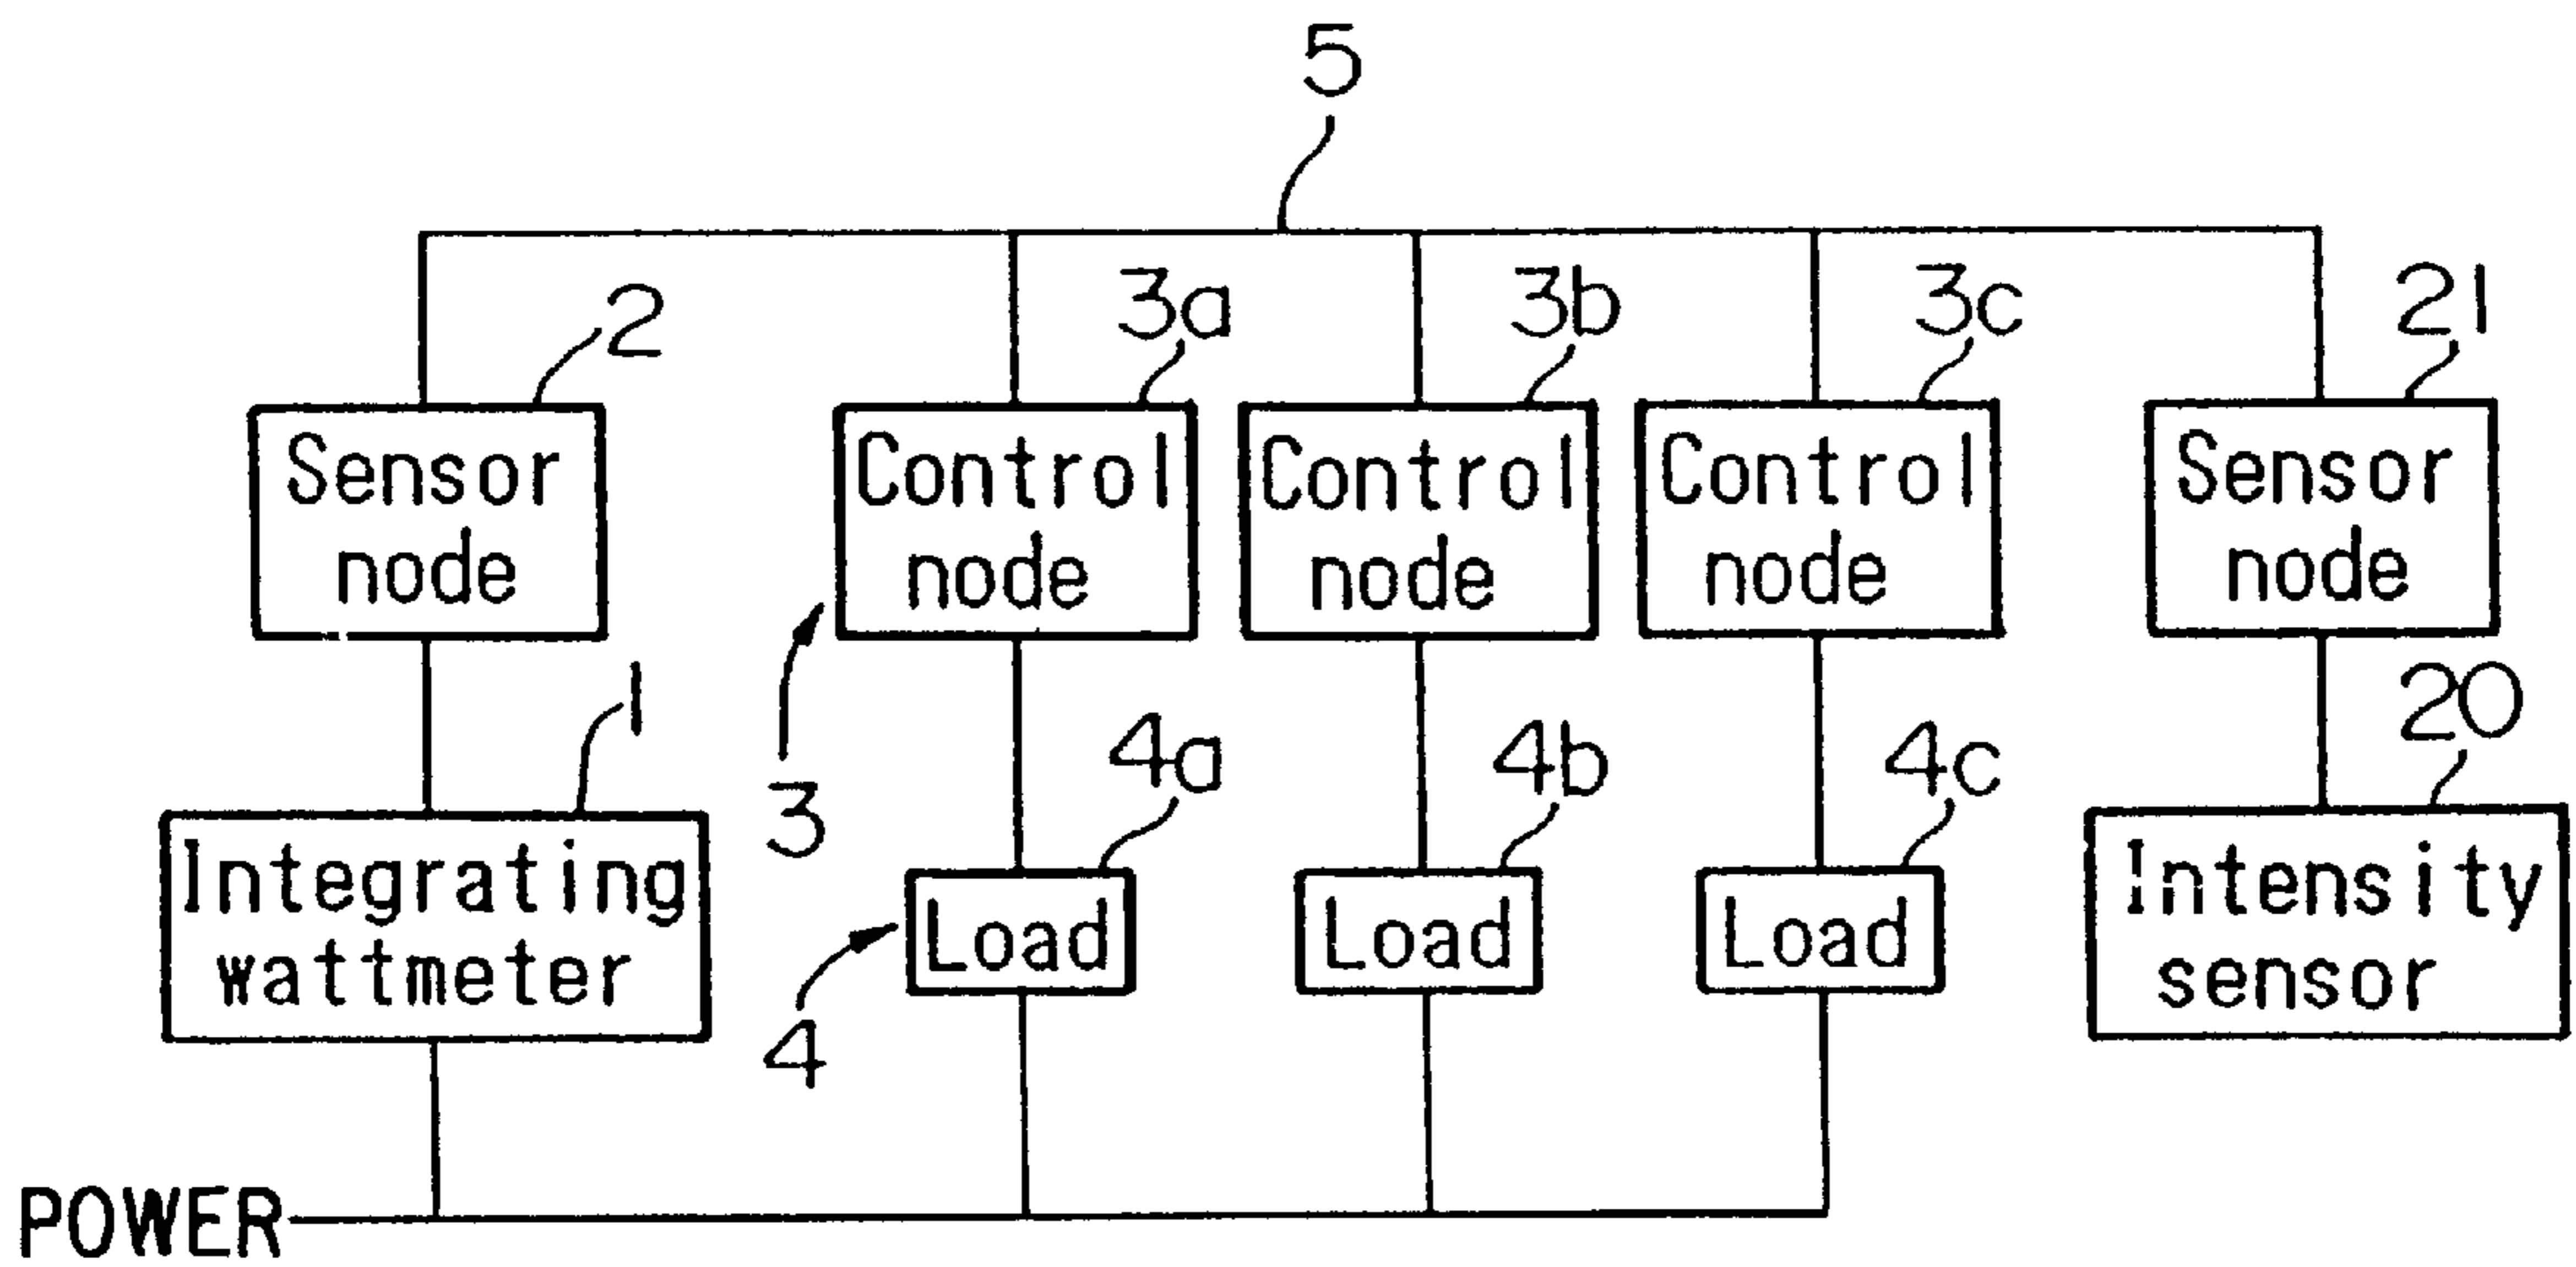 5
2
3a
3b
3c
21
Sensor
node
Control
node
Control
node
Control
node
Sensor
node
3
1
4a
4b
4c
20
Integrating
wattmeter
4
Load
Load
Load
Intensity
sensor
POWER